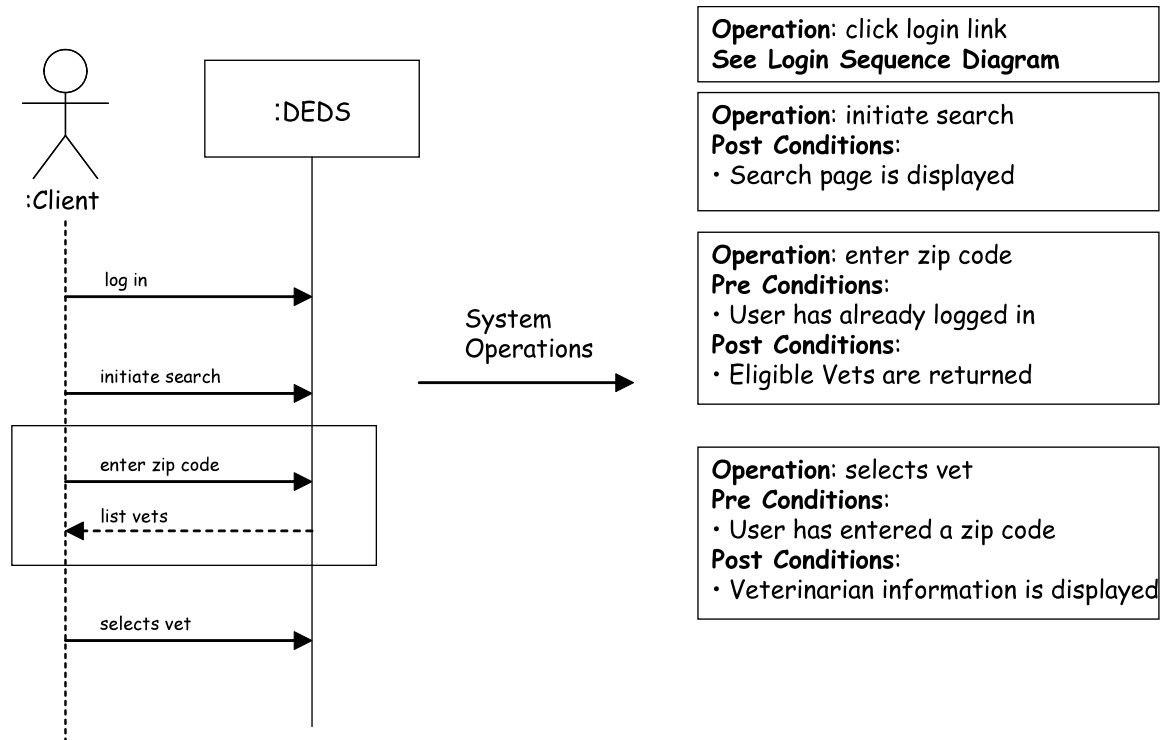 :DEDS
:Client
log in
initiate search
enter zip code
list vets
selects vet
System
Operations
Operation: click login link
See Login Sequence Diagram
Operation: initiate search
Post Conditions:
• Search page is displayed
Operation: enter zip code
Pre Conditions:
• User has already logged in
Post Conditions:
• Eligible Vets are returned
Operation: selects vet
Pre Conditions:
• User has entered a zip code
Post Conditions:
• Veterinarian information is displayed